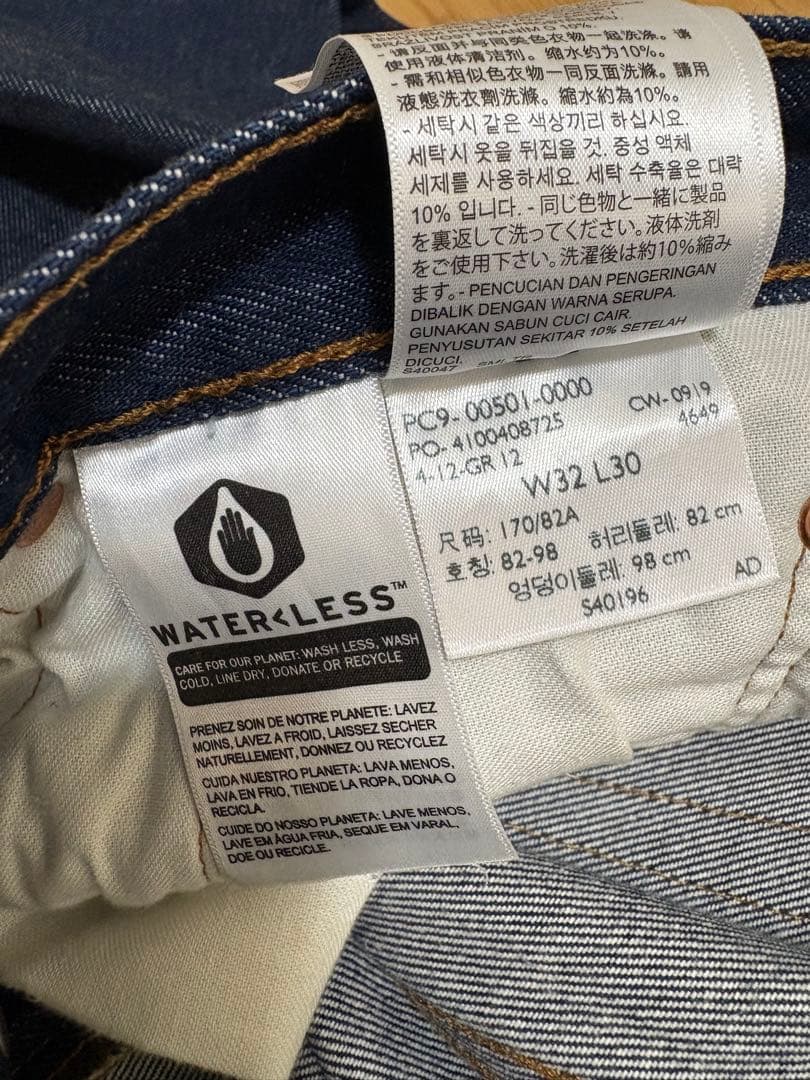 BRAZI VOST PRANIM O 10%.
- 请反面并与同类色衣物一起洗涤。请
使用液体清洁剂。缩水约为10%。
- 需和相似色衣物一同反面洗滌。請用
液態洗衣劑洗滌。縮水約為10%。
- 세탁시 같은 색상끼리 하십시요.
세탁시 옷을 뒤집을 것. 중성 액체
세제를 사용하세요. 세탁 수축율은 대략
10% 입니다. - 同じ色物と一緒に製品
を裏返して洗ってください。液体洗剤
をご使用下さい。洗濯後は約10%縮み
ます。- PENCUCIAN DAN PENGERINGAN
DIBALIK DENGAN WARNA SERUPA.
GUNAKAN SABUN CUCI CAIR.
PENYUSUTAN SEKITAR 10% SETELAH
DICUCI.
S40047
PC9- 00501-0000
CW-0919
PO- 4100408725
4649
4-12-GR 12
W32 L30
尺码: 170/82A
호칭: 82-98 허리둘레: 82 cm
엉덩이둘레: 98 cm
AD
S40196
WATER<LESS™
CARE FOR OUR PLANET: WASH LESS, WASH
COLD, LINE DRY, DONATE OR RECYCLE
PRENEZ SOIN DE NOTRE PLANETE: LAVEZ
MOINS, LAVEZ A FROID, LAISSEZ SECHER
NATURELLEMENT, DONNEZ OU RECYCLEZ
CUIDA NUESTRO PLANETA: LAVA MENOS,
LAVA EN FRIO, TIENDE LA ROPA, DONA O
RECICLA.
CUIDE DO NOSSO PLANETA: LAVE MENOS,
LAVE EM ÁGUA FRIA, SEQUE EM VARAL,
DOE OU RECICLE.